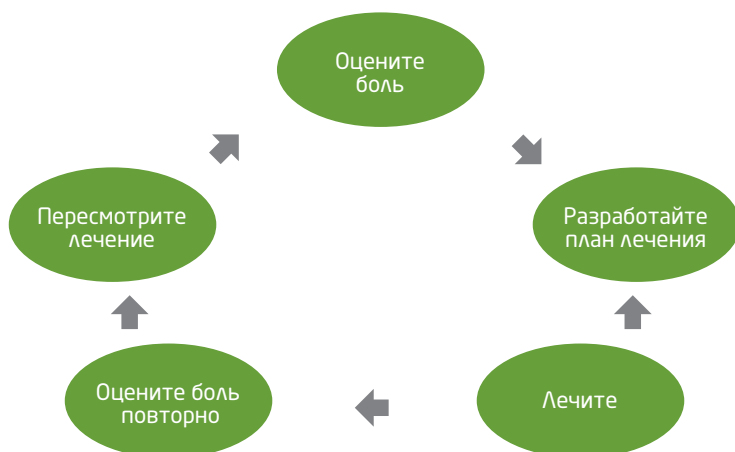 Оцените
боль
Разработайте
план лечения
Лечите
Оцените боль
повторно
Пересмотрите
лечение